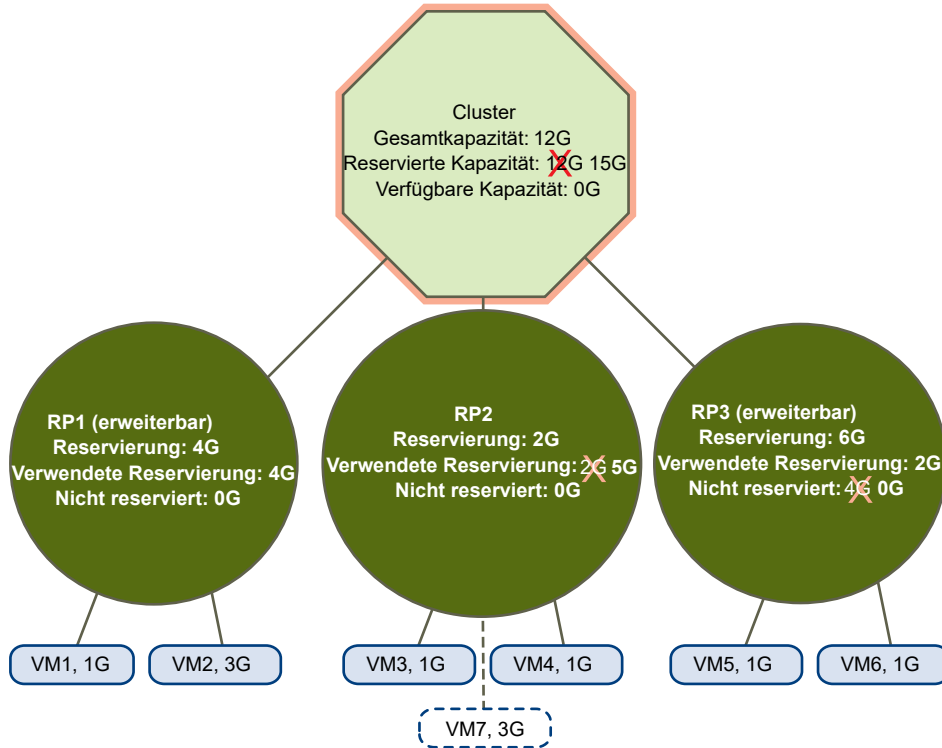 Cluster
Gesamtkapazität: 12G
Reservierte Kapazität: 12G 15G
Verfügbare Kapazität: 0G
RP1 (erweiterbar)
Reservierung: 4G
Verwendete Reservierung: 4G
Nicht reserviert: 0G
RP2
Reservierung: 2G
Verwendete Reservierung: 2G 5G
Nicht reserviert: 0G
RP3 (erweiterbar)
Reservierung: 6G
Verwendete Reservierung: 2G
Nicht reserviert: 4G 0G
VM1, 1G
VM2, 3G
VM3, 1G
VM4, 1G
VM5, 1G
VM6, 1G
VM7, 3G